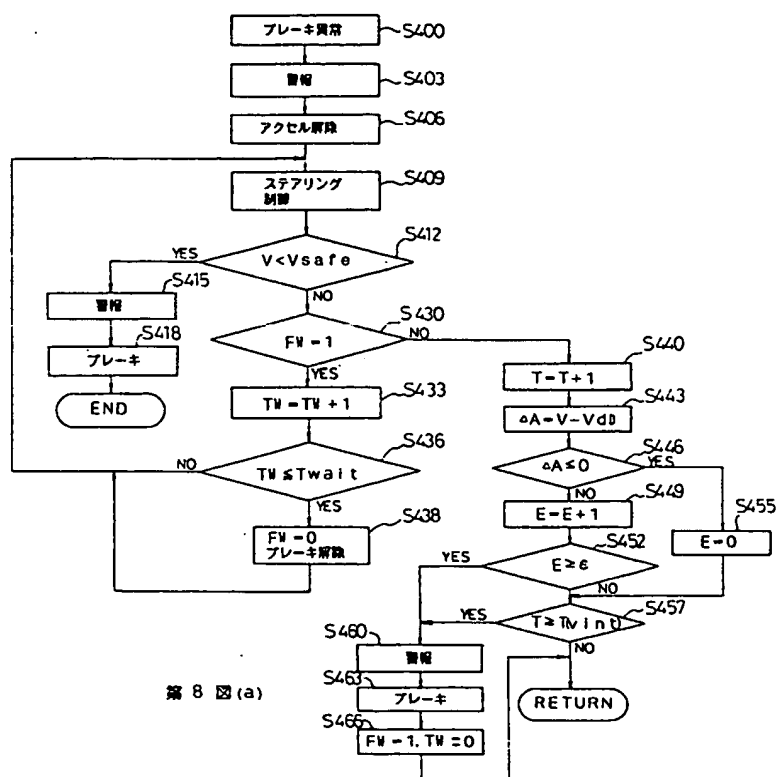 ブレーキ異常
S400
警報
S403
アクセル解除
S406
ステアリング
制御
S409
V<Vsafe
S412
YES
NO
警報
S415
ブレーキ
S418
END
FW=1
S430
NO
YES
TW=TW+1
S433
TW≦Twait
S436
NO
YES
FW=0
ブレーキ解除
S438
T=T+1
S440
ΔA=V-VdD
S443
ΔA≤0
S446
YES
NO
E=E+1
S449
E=0
S455
E≥ε
S452
YES
NO
T≥T(vint)
S457
YES
NO
警報
S460
ブレーキ
S463
FW=1.TW=0
S466
RETURN
第 8 図(a)